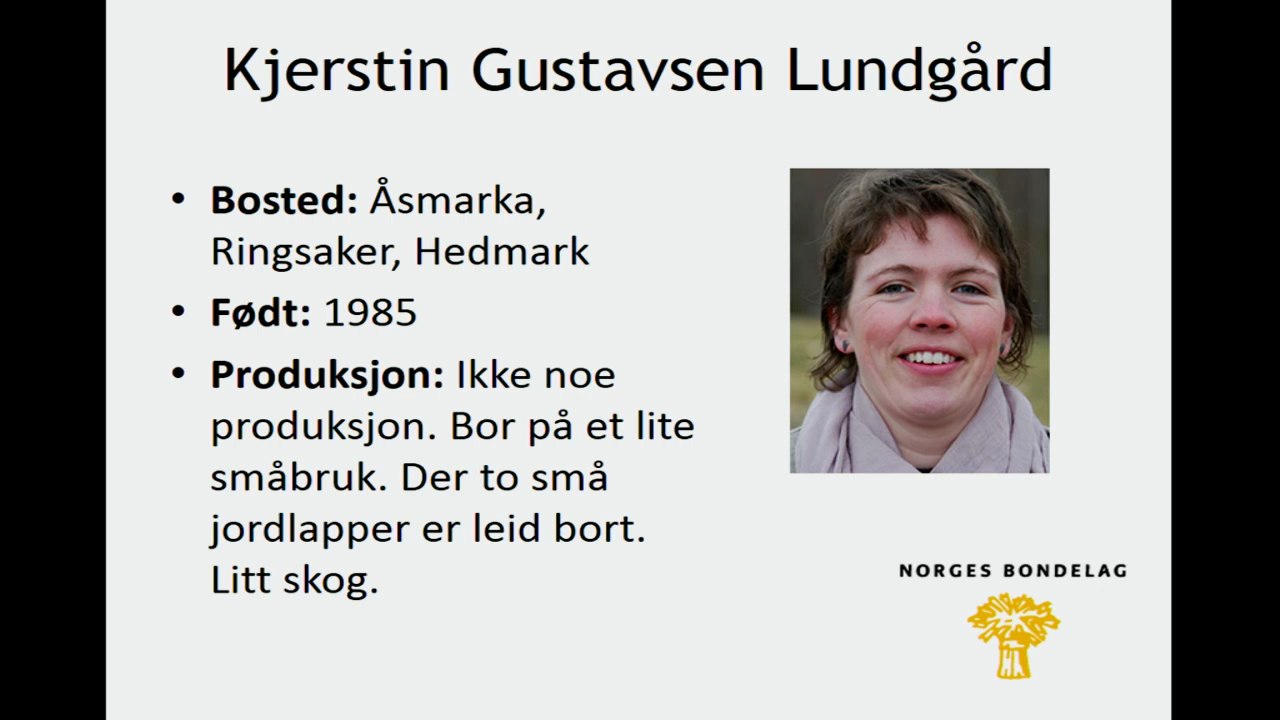 Kjerstin Gustavsen Lundgård
• Bosted: Åsmarka,
Ringsaker, Hedmark
• Født: 1985
• Produksjon: Ikke noe
produksjon. Bor på et lite
småbruk. Der to små
jordlapper er leid bort.
Litt skog.
NORGES BONDELAG